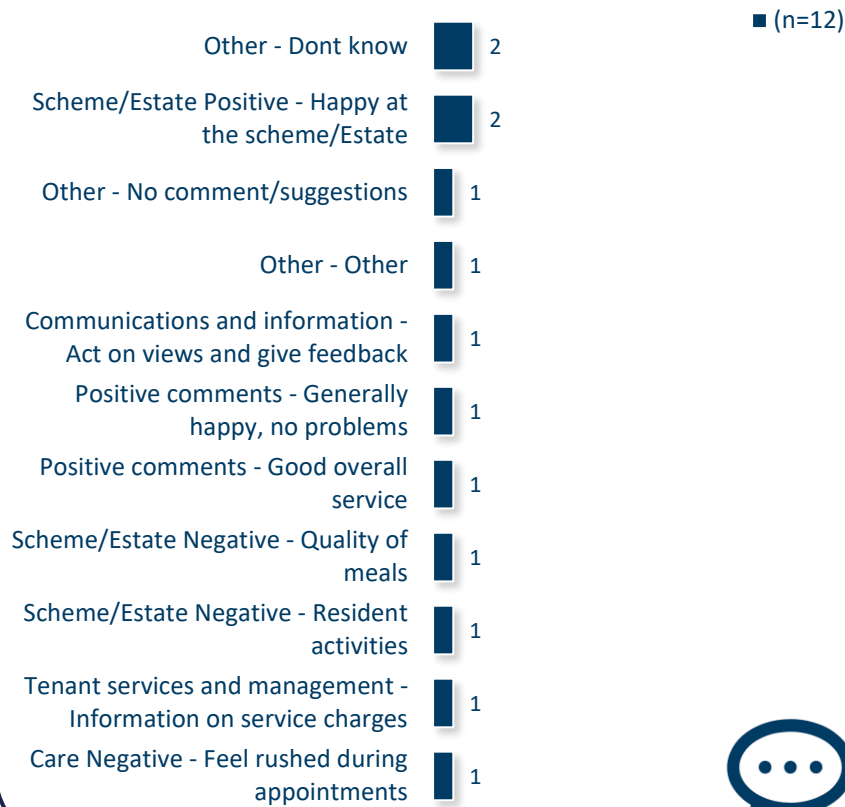 (n=12)
Other - Dont know
2
Scheme/Estate Positive - Happy at
the scheme/Estate
2
Other - No comment/suggestions
1
Other - Other
1
Communications and information -
Act on views and give feedback
1
Positive comments - Generally
happy, no problems
1
Positive comments - Good overall
service
1
Scheme/Estate Negative - Quality of
meals
1
Scheme/Estate Negative - Resident
activities
1
Tenant services and management -
Information on service charges
1
Care Negative - Feel rushed during
appointments
1